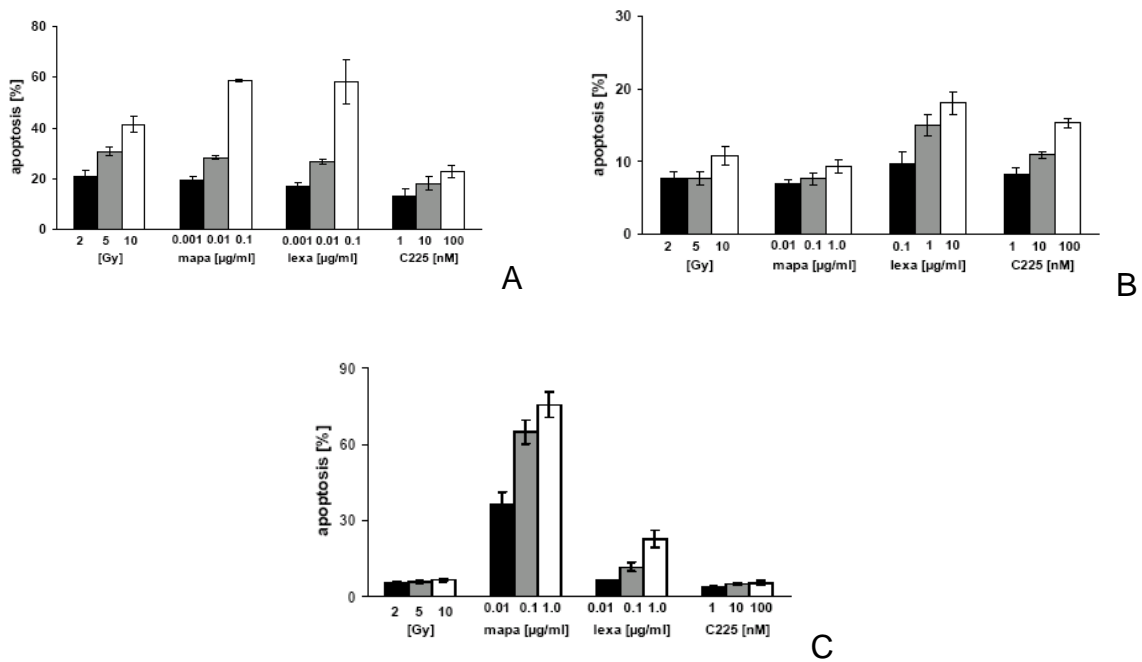 80
60
40
20
0
apoptosis [%]
2 5 10 0.001 0.01 0.1 0.001 0.01 0.1 1 10 100
[Gy] mapa [µg/ml] lexa [µg/ml] C225 [nM]
A
30
20
10
0
apoptosis [%]
2 5 10 0.01 0.1 1.0 0.1 1 10 1 10 100
[Gy] mapa [µg/ml] lexa [µg/ml] C225 [nM]
B
90
60
30
0
apoptosis [%]
2 5 10 0.01 0.1 1.0 0.01 0.1 1.0 1 10 100
[Gy] mapa [µg/ml] lexa [µg/ml] C225 [nM]
C